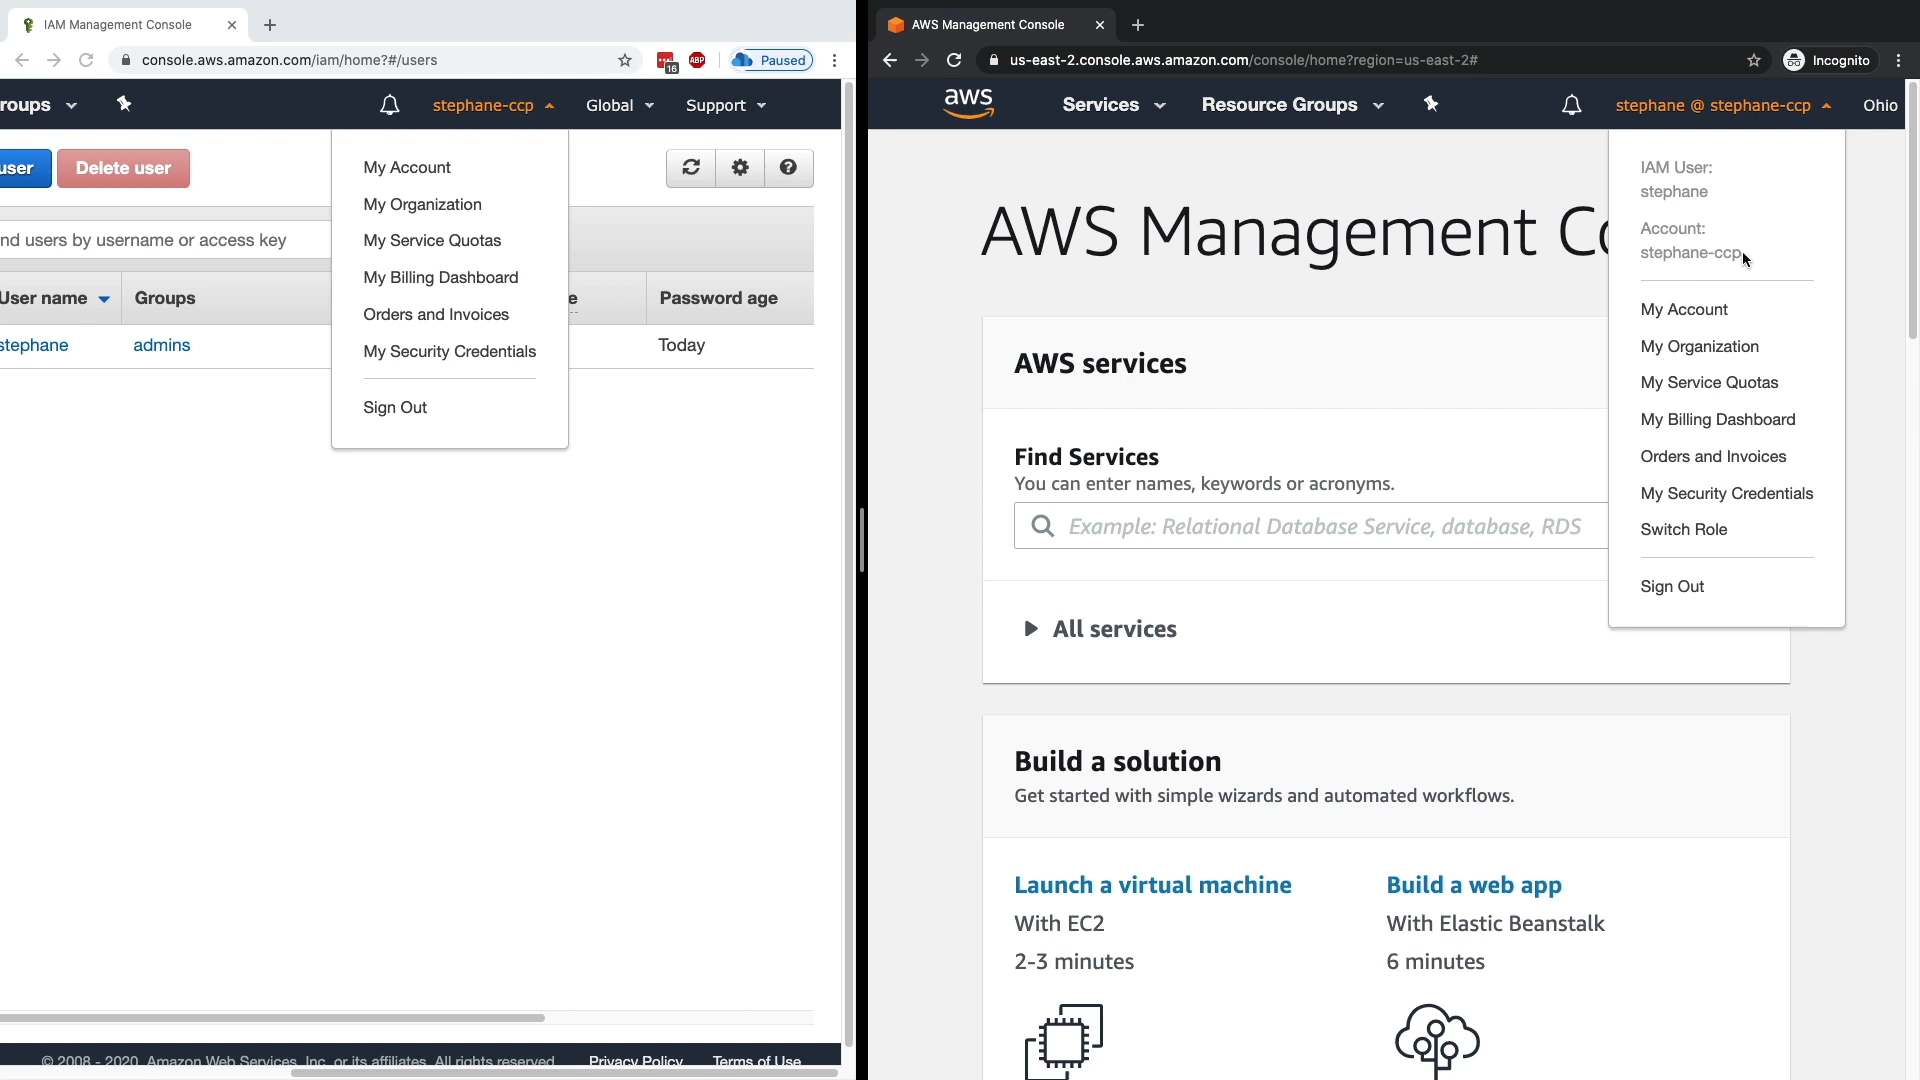 IAM Management Console
console.aws.amazon.com/iam/home?#/users
16
ABP
Paused
roups
stephane-ccp
Global
Support
user
Delete user
My Account
My Organization
My Service Quotas
My Billing Dashboard
Orders and Invoices
My Security Credentials
Sign Out
nd users by username or access key
User name
Groups
e
Password age
stephane
admins
Today
© 2008 - 2020, Amazon Web Services, Inc. or its affiliates. All rights reserved.
Privacy Policy
Terms of Use
AWS Management Console
us-east-2.console.aws.amazon.com/console/home?region=us-east-2#
Incognito
aws
Services
Resource Groups
stephane @ stephane-ccp
Ohio
IAM User:
stephane
Account:
stephane-ccp
My Account
My Organization
My Service Quotas
My Billing Dashboard
Orders and Invoices
My Security Credentials
Switch Role
Sign Out
AWS Management Co
AWS services
Find Services
You can enter names, keywords or acronyms.
Example: Relational Database Service, database, RDS
All services
Build a solution
Get started with simple wizards and automated workflows.
Launch a virtual machine
With EC2
2-3 minutes
Build a web app
With Elastic Beanstalk
6 minutes